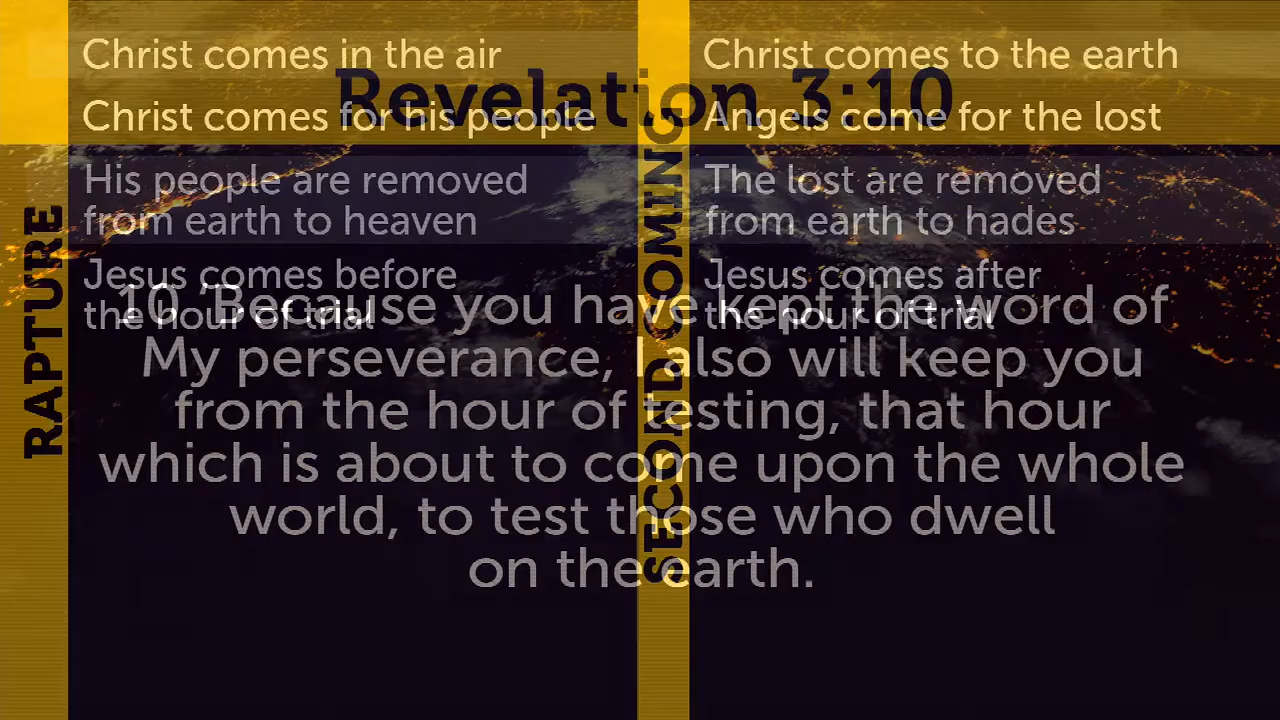 RAPTURE
Christ comes in the air
Christ comes for his people
His people are removed
from earth to heaven
Jesus comes before
the hour of trial
SECOND COMING
Christ comes to the earth
Angels come for the lost
The lost are removed
from earth to hades
Jesus comes after
the hour of trial
Revelation 3:10
10 ‘Because you have kept the word of
My perseverance, I also will keep you
from the hour of testing, that hour
which is about to come upon the whole
world, to test those who dwell
on the earth.